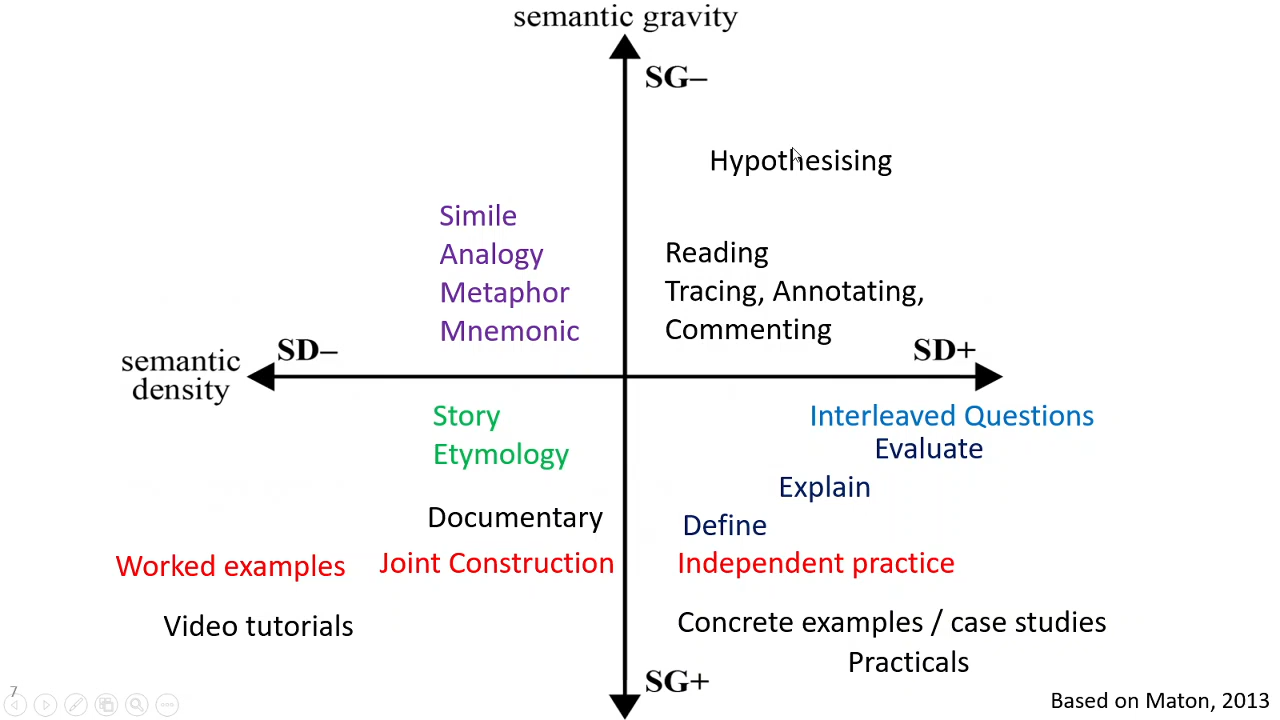 semantic gravity
SG–
Hypothesising
Simile
Analogy
Metaphor
Mnemonic
Reading
Tracing, Annotating,
Commenting
semantic
density
SD–
SD+
Story
Etymology
Interleaved Questions
Evaluate
Explain
Define
Documentary
Worked examples
Joint Construction
Independent practice
Video tutorials
Concrete examples / case studies
Practicals
SG+
Based on Maton, 2013
7